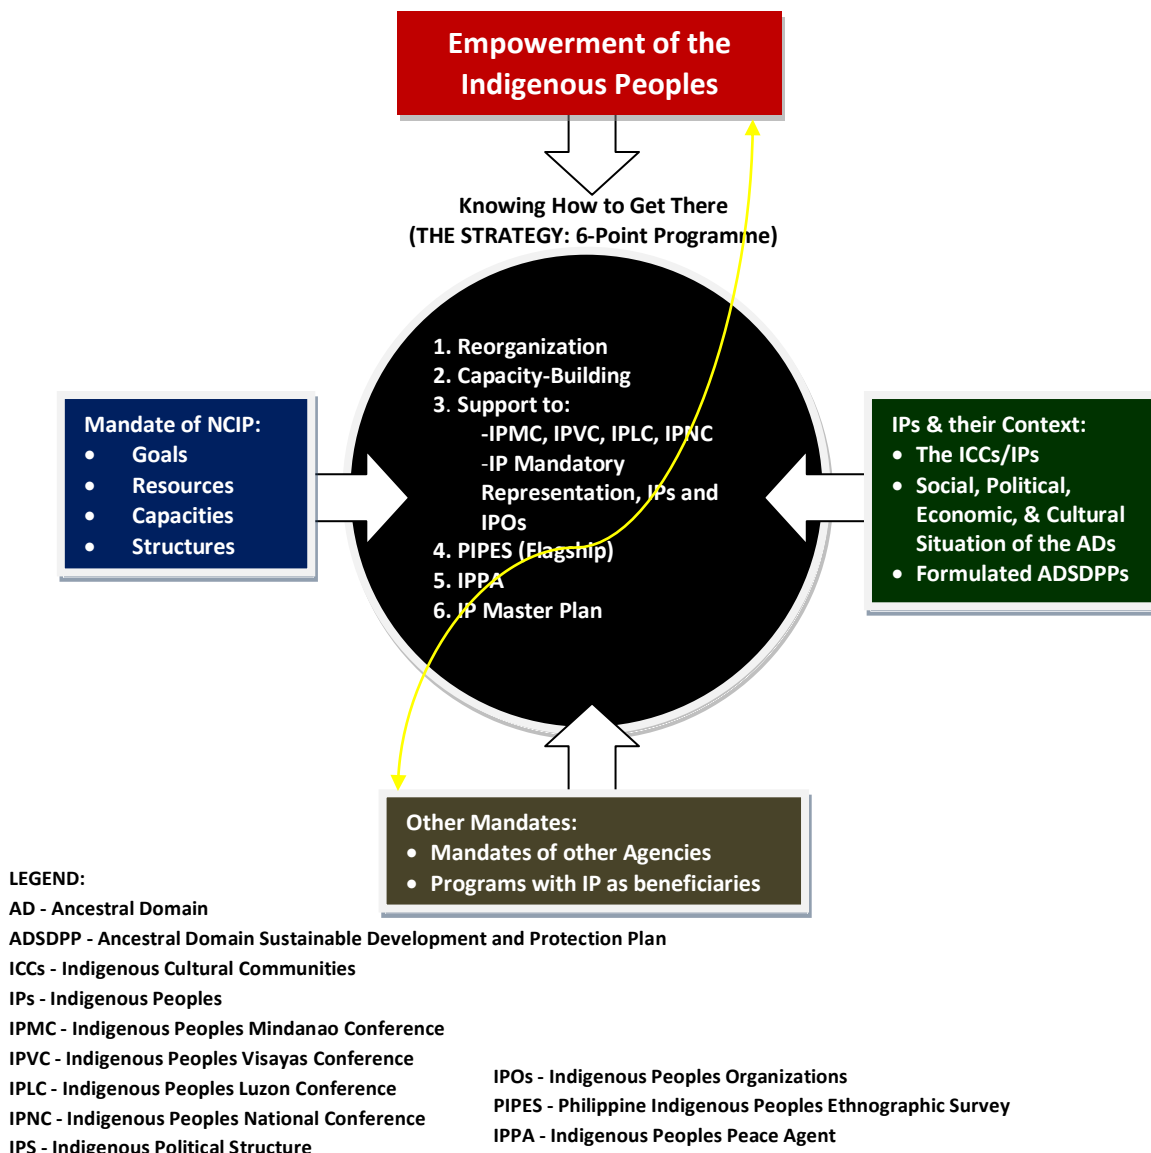 Empowerment of the
Indigenous Peoples
Knowing How to Get There
(THE STRATEGY: 6-Point Programme)
1. Reorganization
2. Capacity-Building
3. Support to:
-IPMC, IPVC, IPLC, IPNC
-IP Mandatory
Representation, IPs and
IPOs
4. PIPES (Flagship)
5. IPPA
6. IP Master Plan
Mandate of NCIP:
• Goals
• Resources
• Capacities
• Structures
IPs & their Context:
• The ICCs/IPs
• Social, Political,
Economic, & Cultural
Situation of the ADs
• Formulated ADSDPPs
Other Mandates:
• Mandates of other Agencies
• Programs with IP as beneficiaries
LEGEND:
AD - Ancestral Domain
ADSDPP - Ancestral Domain Sustainable Development and Protection Plan
ICCs - Indigenous Cultural Communities
IPs - Indigenous Peoples
IPMC - Indigenous Peoples Mindanao Conference
IPVC - Indigenous Peoples Visayas Conference
IPLC - Indigenous Peoples Luzon Conference
IPNC - Indigenous Peoples National Conference
IPS - Indigenous Political Structure
IPOs - Indigenous Peoples Organizations
PIPES - Philippine Indigenous Peoples Ethnographic Survey
IPPA - Indigenous Peoples Peace Agent